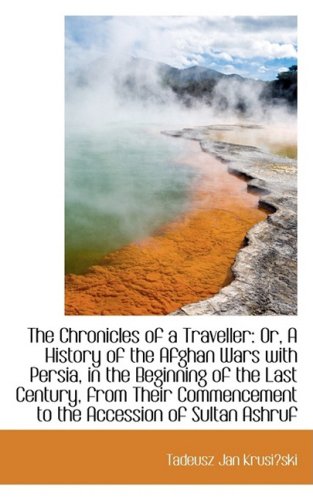 The Chronicles of a Traveller: Or, A
History of the Afghan Wars with
Persia, in the Beginning of the Last
Century, from Their Commencement
to the Accession of Sultan Ashruf
Tadeusz Jan Krusi?ski